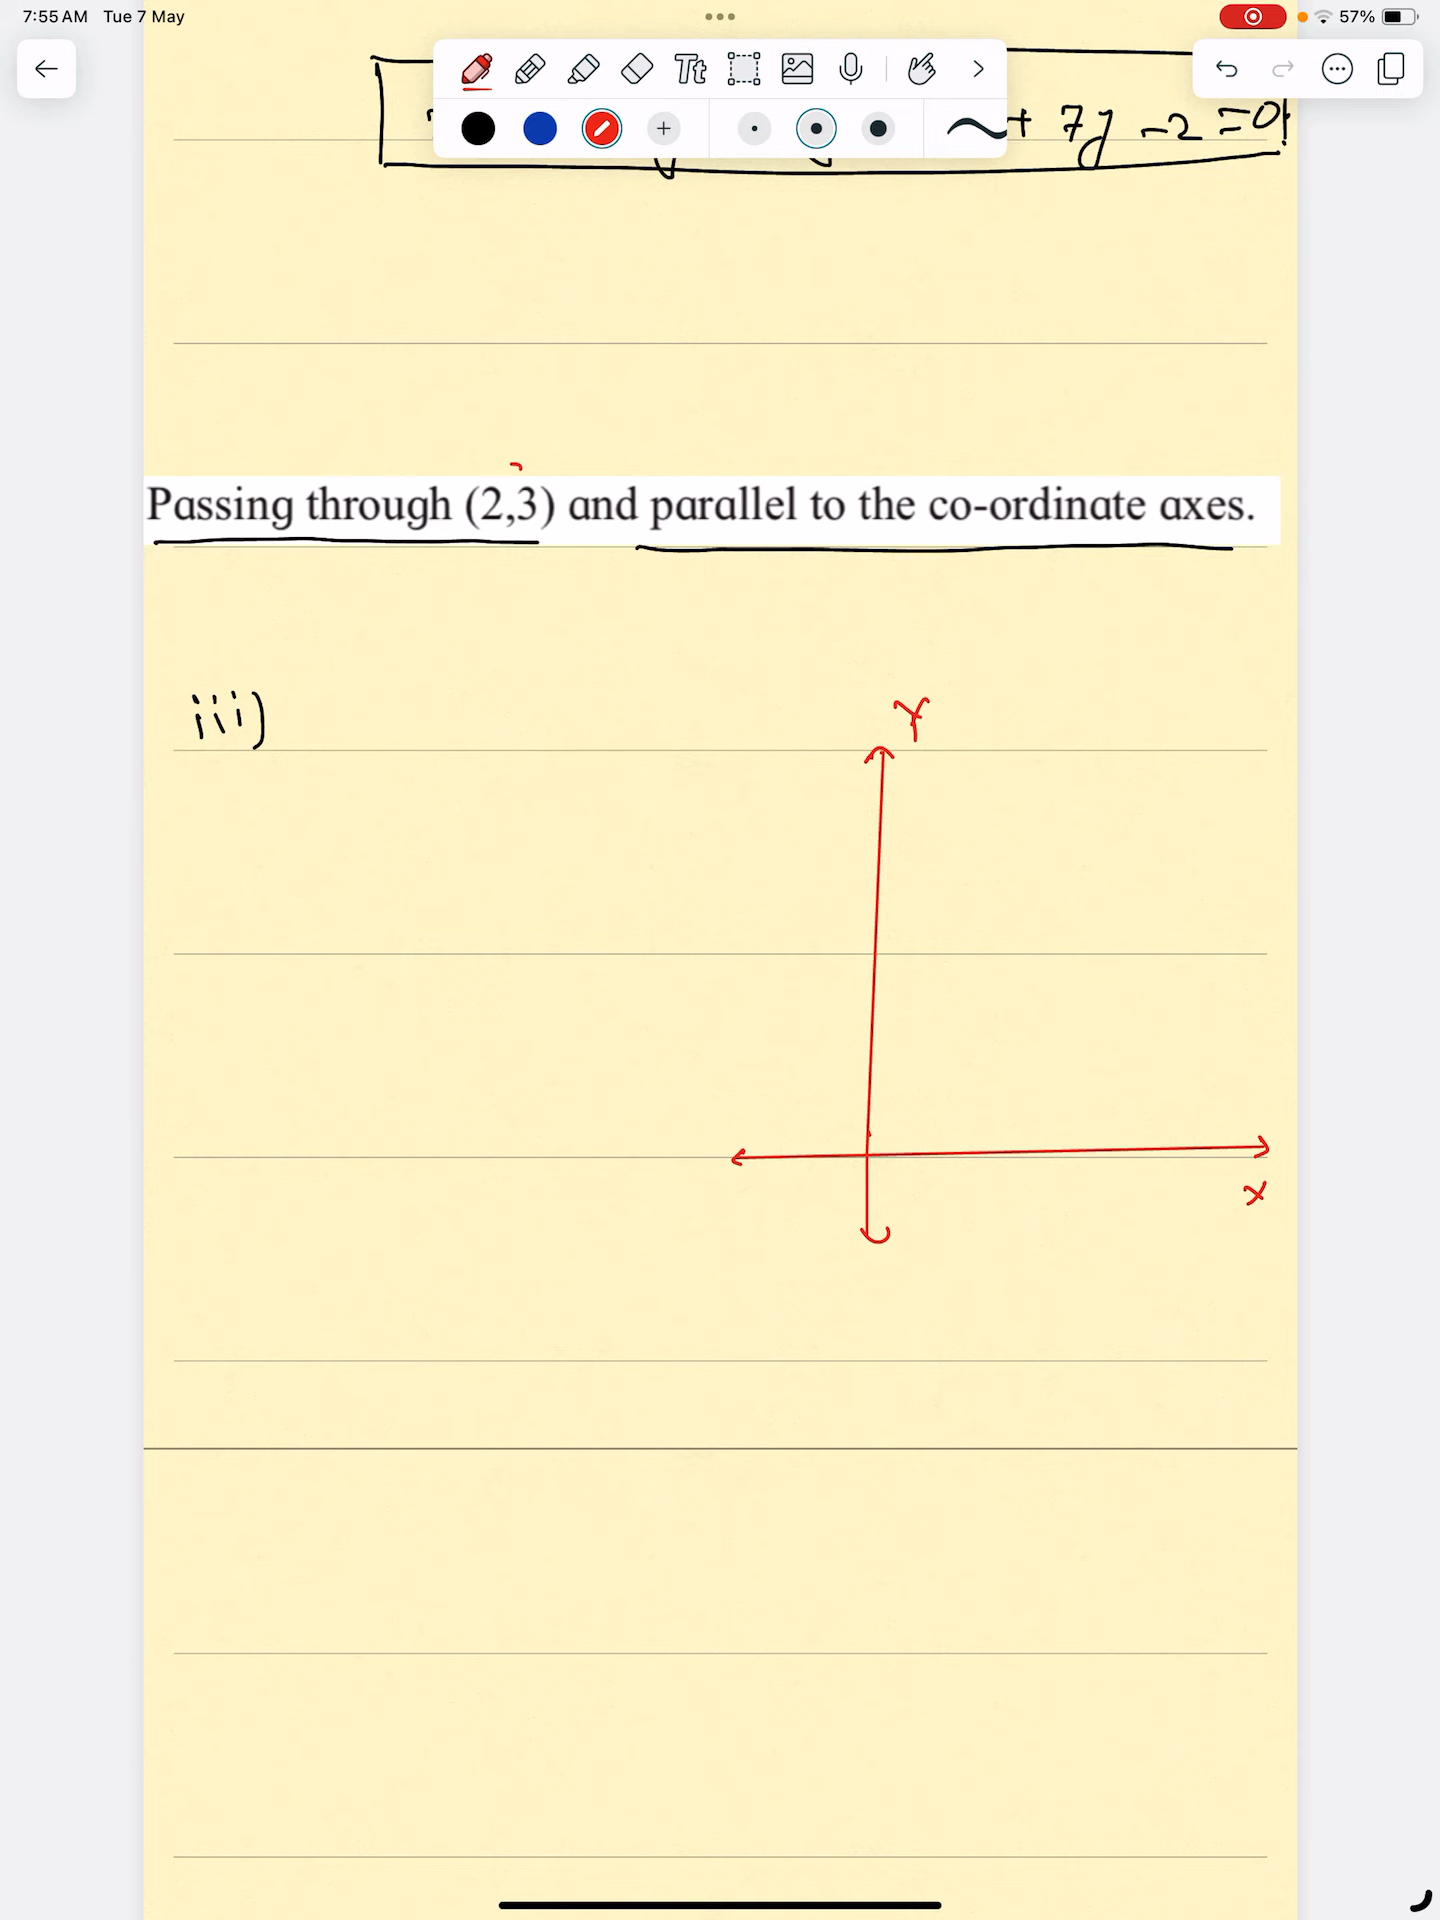 7:55 AM Tue 7 May
57%
Tt
+ 7y - 2 = 0
Passing through (2,3) and parallel to the co-ordinate axes.
iii)
Y
X